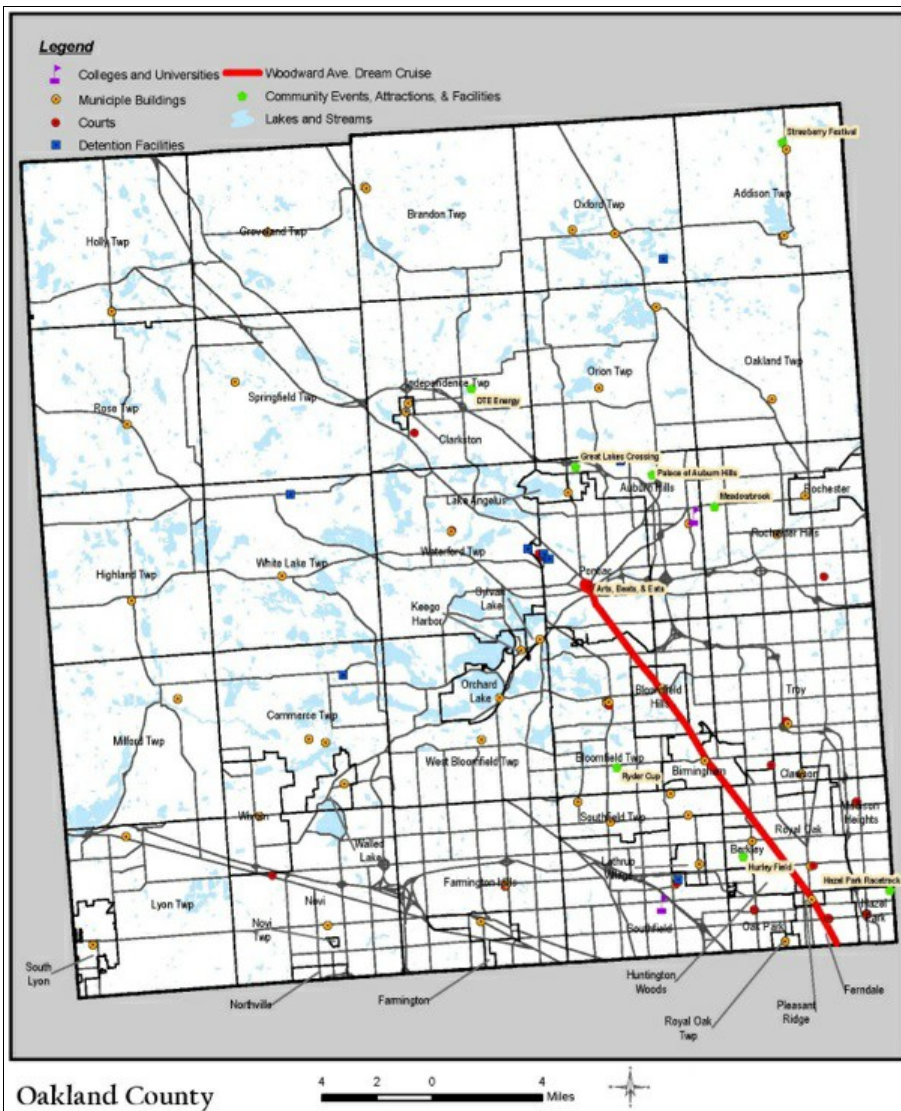 Legend
Colleges and Universities
Municiple Buildings
Courts
Detention Facilities
Woodward Ave. Dream Cruise
Community Events, Attractions, & Facilities
Lakes and Streams
Strawberry Festival
Addison Twp
Oxford Twp
Brandon Twp
Groveland Twp
Holly Twp
Oakland Twp
Orion Twp
Independence Twp
DTE Energy
Springfield Twp
Rose Twp
Clarkston
Great Lakes Crossing
Palace of Auburn Hills
Auburn Hills
Meadowbrook
Rochester
Lake Angelus
Rochester Hills
Waterford Twp
White Lake Twp
Highland Twp
Pontiac
Arts, Beats, & Eats
Sylvan
Lake
Keego
Harbor
Orchard
Lake
Bloomfield
Hills
Troy
Commerce Twp
Milford Twp
West Bloomfield Twp
Bloomfield Twp
Ryder Cup
Birmingham
Clawson
Madison
Heights
Wixom
Southfield Twp
Royal Oak
Walled
Lake
Berkley
Lathrup
Village
Hurley Field
Hazel Park Racetrack
Farmington Hills
Lyon Twp
Novi
Novi
Twp
Southfield
Oak Park
Hazel
Park
South
Lyon
Northville
Farmington
Huntington
Woods
Royal Oak
Twp
Pleasant
Ridge
Ferndale
Oakland County
4 2 0 4
Miles